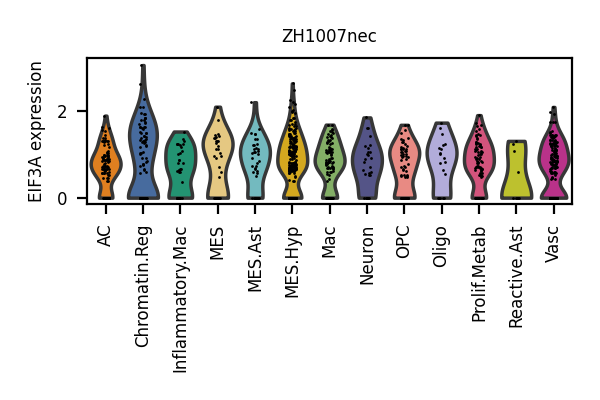 ZH1007nec
EIF3A expression
2
0
AC
Chromatin.Reg
Inflammatory.Mac
MES
MES.Ast
MES.Hyp
Mac
Neuron
OPC
Oligo
Prolif.Metab
Reactive.Ast
Vasc